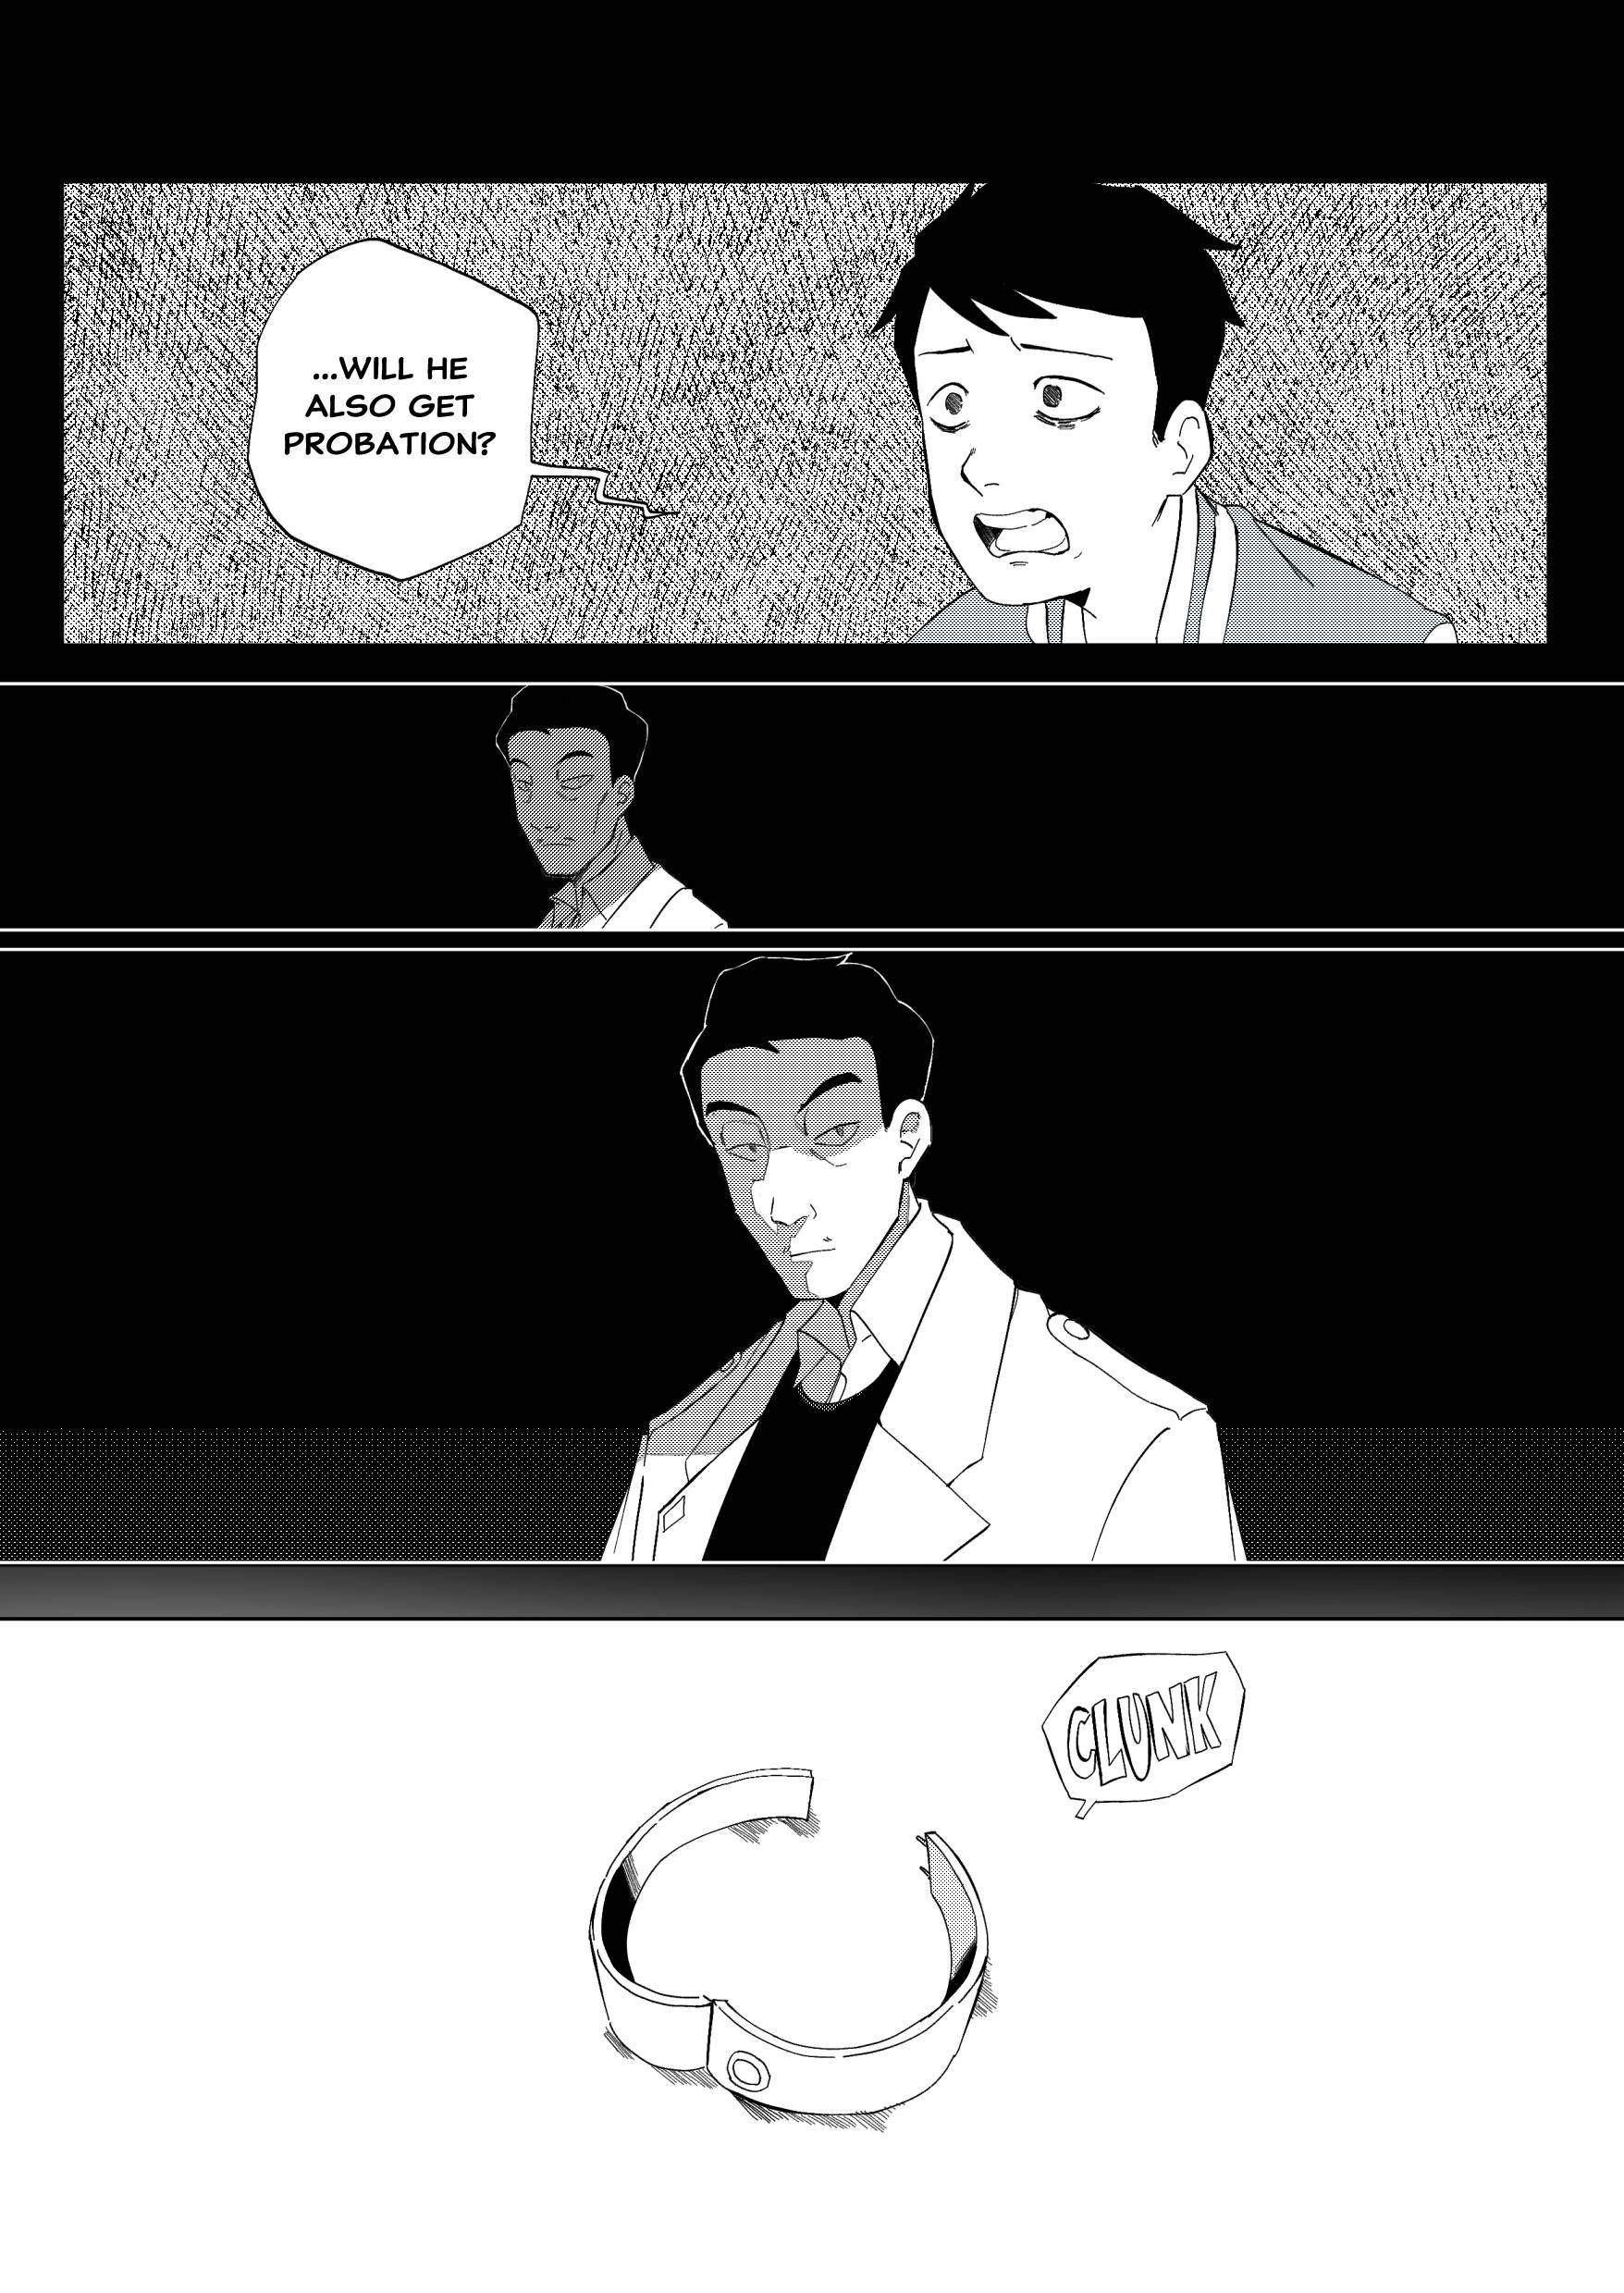 ...WILL HE
ALSO GET
PROBATION?
CLUNK